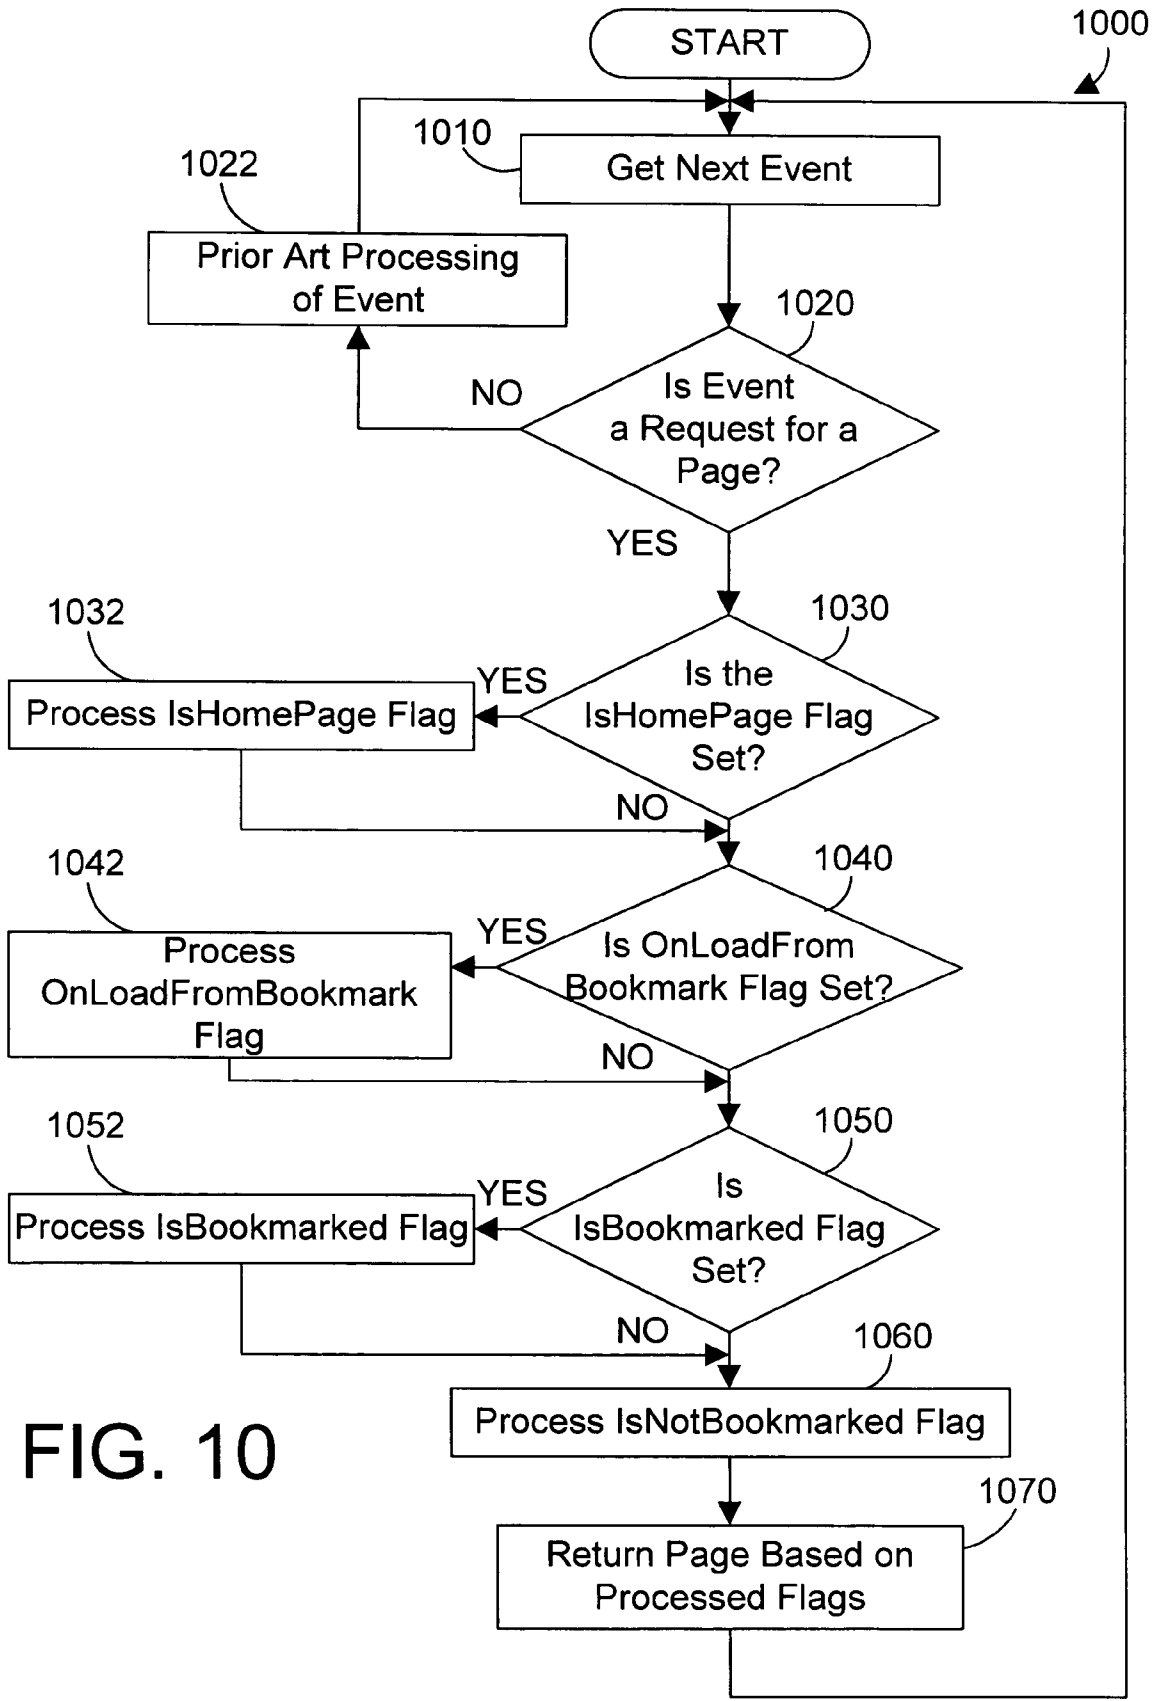 START
1000
1010
Get Next Event
1022
Prior Art Processing
of Event
1020
Is Event
a Request for a
Page?
NO
YES
1030
Is the
IsHomePage Flag
Set?
1032
YES
Process IsHomePage Flag
NO
1040
Is OnLoadFrom
Bookmark Flag Set?
1042
YES
Process
OnLoadFromBookmark
Flag
NO
1050
Is
IsBookmarked Flag
Set?
1052
YES
Process IsBookmarked Flag
NO
1060
Process IsNotBookmarked Flag
FIG. 10
1070
Return Page Based on
Processed Flags